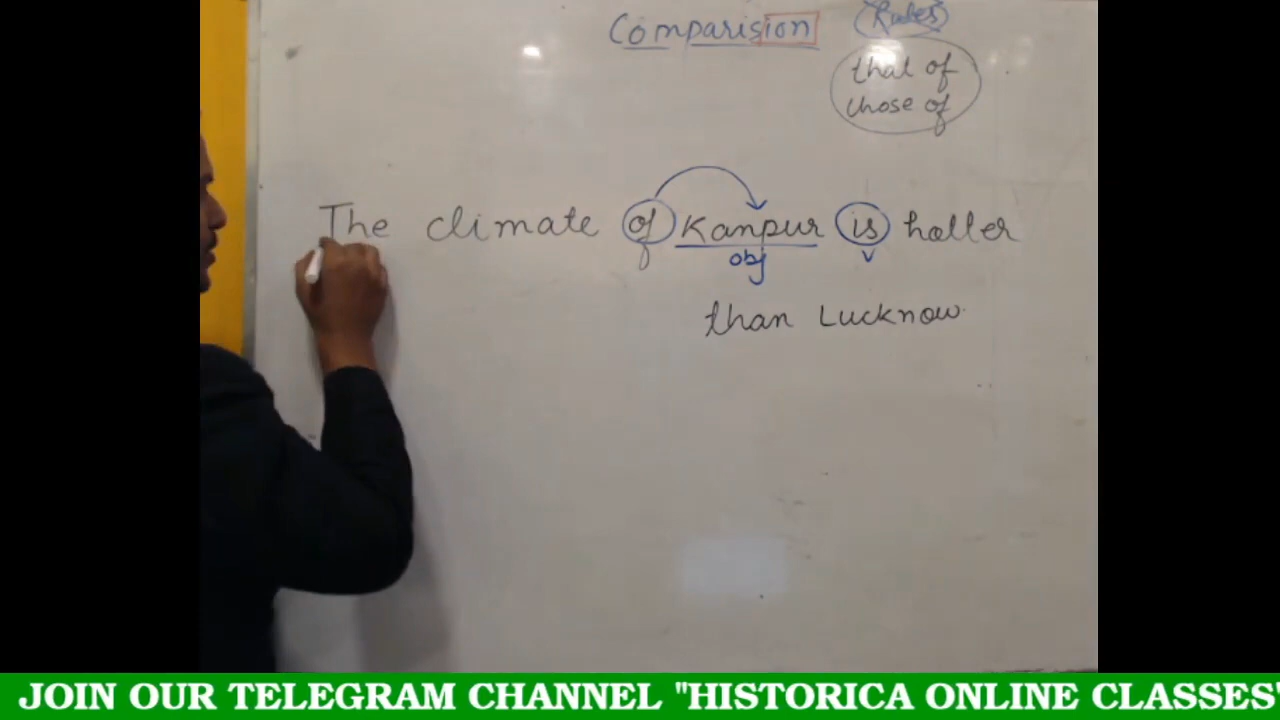 Comparision
Rules
that of
those of
The climate of Kanpur is hotter
obj
v
than Lucknow
JOIN OUR TELEGRAM CHANNEL "HISTORICA ONLINE CLASSES"